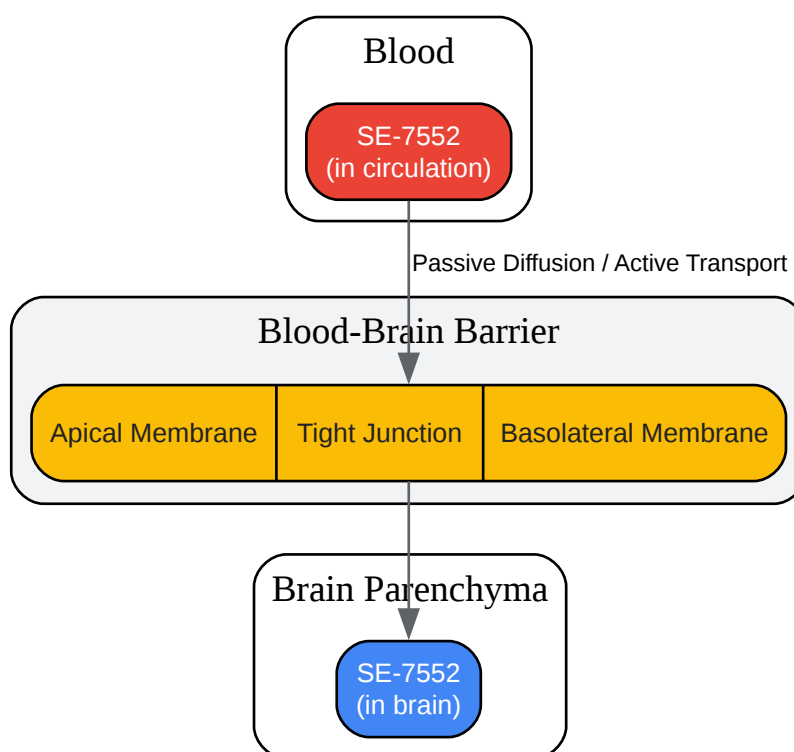 Blood
SE-7552
(in circulation)
Passive Diffusion / Active Transport
Blood-Brain Barrier
Apical Membrane
Tight Junction
Basolateral Membrane
Brain Parenchyma
SE-7552
(in brain)